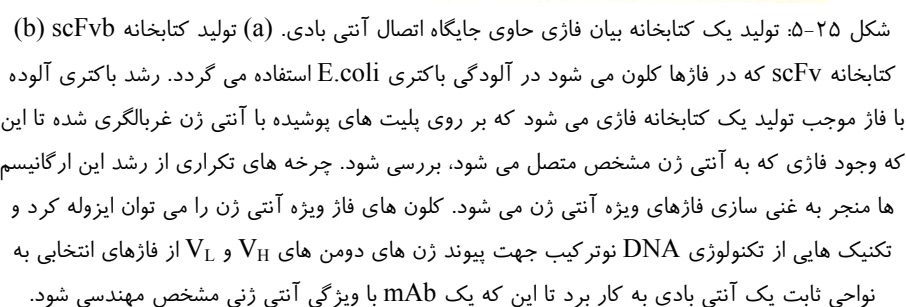 شکل ۲۵-۵: تولید یک کتابخانه بیان فاژی حاوی جایگاه اتصال آنتی بادی. (a) تولید کتابخانه scFvb (b)
کتابخانه scFv که در فاژها کلون می شود در آلودگی باکتری E.coli استفاده می گردد. رشد باکتری آلوده
با فاژ موجب تولید یک کتابخانه فاژی می شود که بر روی پلیت های پوشیده با آنتی ژن غربالگری شده تا این
که وجود فاژی که به آنتی ژن مشخص متصل می شود، بررسی شود. چرخه های تکراری از رشد این ارگانیسم
ها منجر به غنی سازی فاژهای ویژه آنتی ژن می شود. کلون های فاژ ویژه آنتی ژن را می توان ایزوله کرد و
تکنیک هایی از تکنولوژی DNA نوترکیب جهت پیوند ژن های دومن های VH و VL از فاژهای انتخابی به
نواحی ثابت یک آنتی بادی به کار برد تا این که یک mAb با ویژگی آنتی ژنی مشخص مهندسی شود.